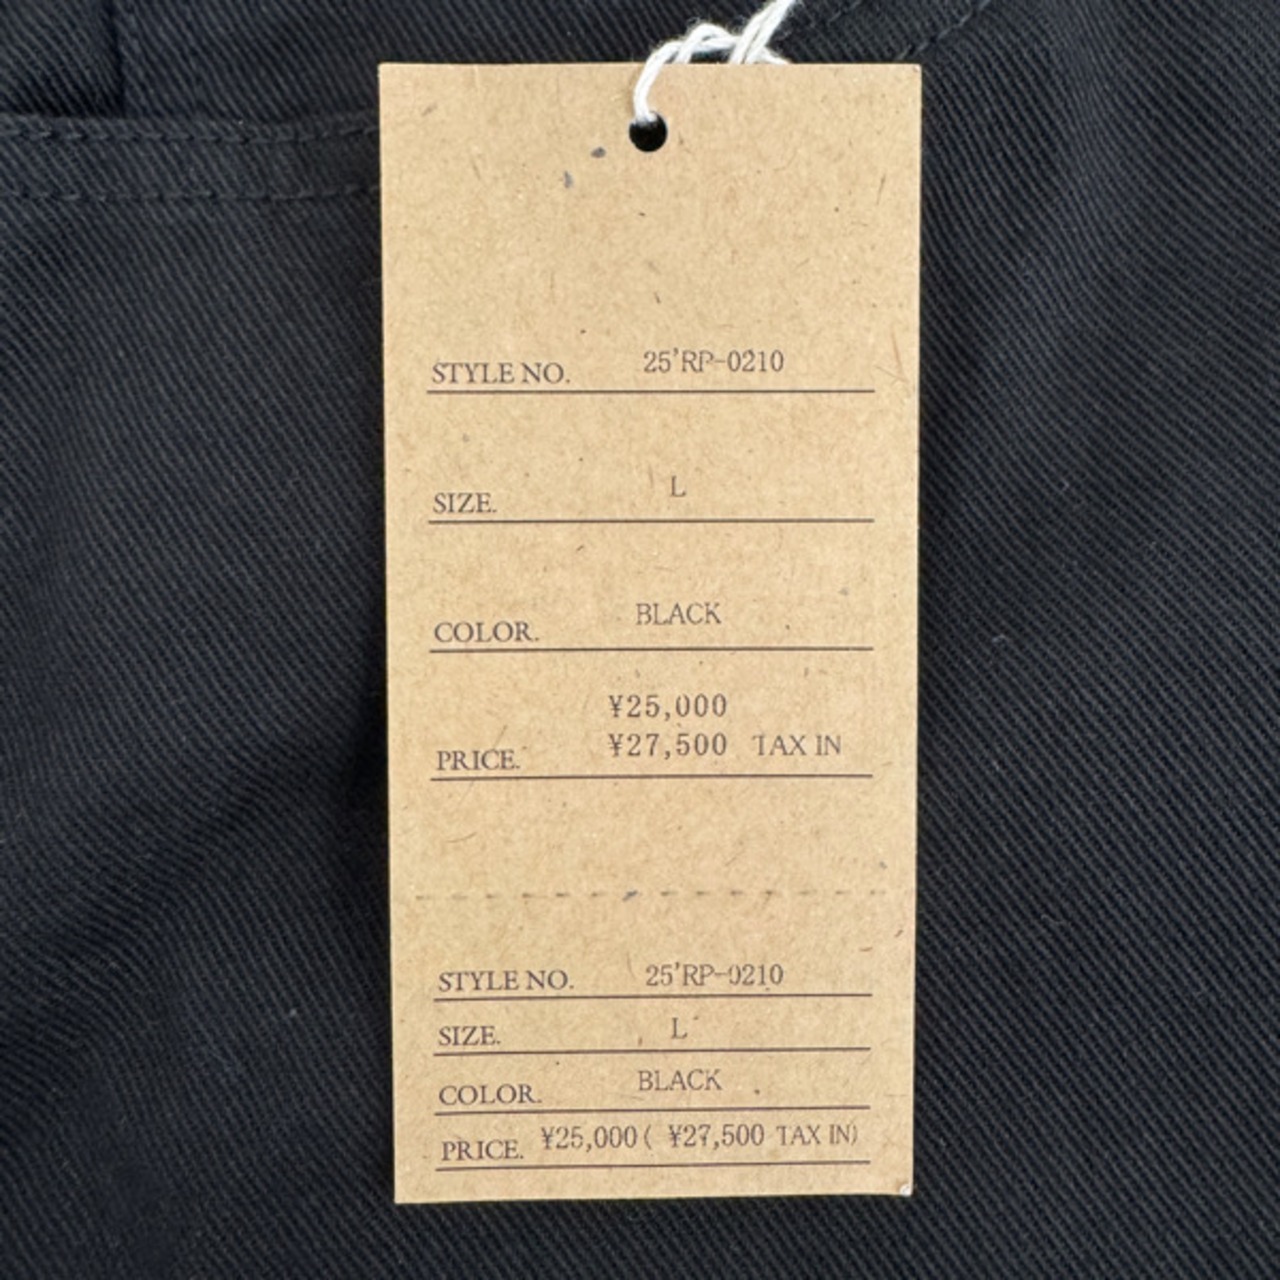 STYLE NO. 25'RP-0210
SIZE. L
COLOR. BLACK
¥25,000
PRICE. ¥27,500 TAX IN
STYLE NO. 25'RP-0210
SIZE. L
COLOR. BLACK
PRICE. ¥25,000 ( ¥27,500 TAX IN)